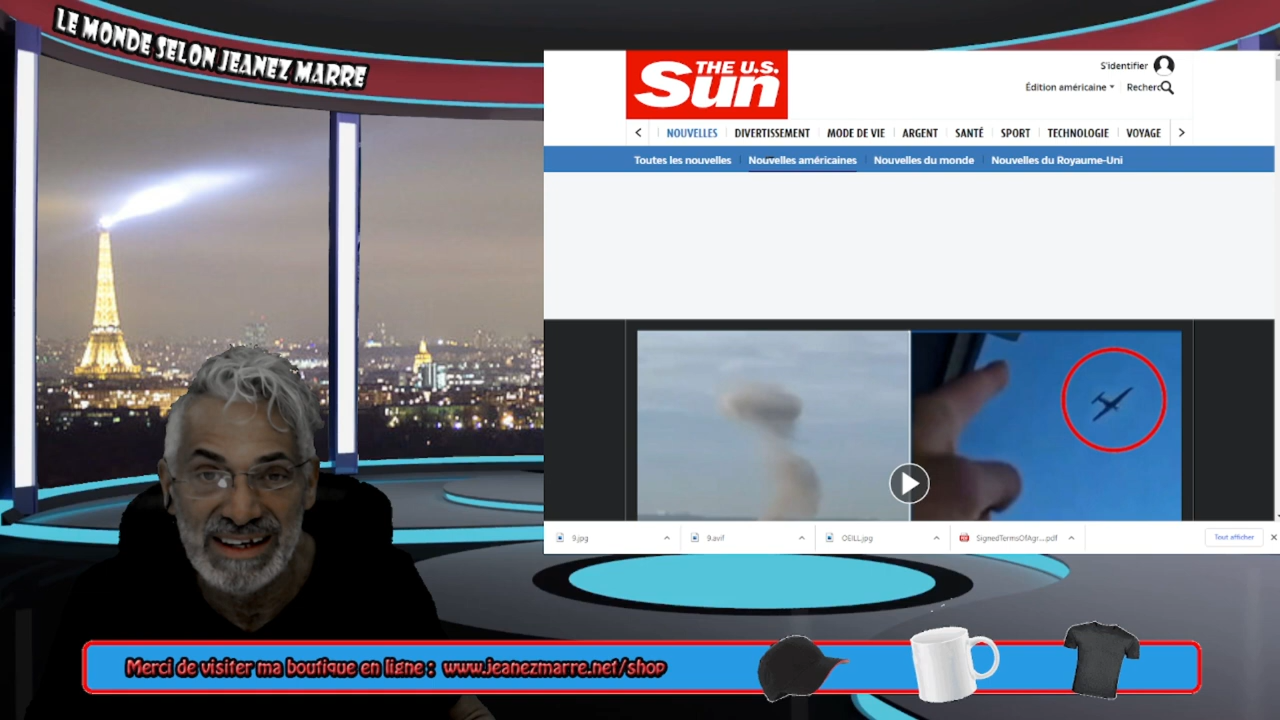 LE MONDE SELON JEANEZ MARRE
THE U.S.
Sun
S'identifier
Édition américaine
Recherc
NOUVELLES
DIVERTISSEMENT
MODE DE VIE
ARGENT
SANTÉ
SPORT
TECHNOLOGIE
VOYAGE
Toutes les nouvelles
Nouvelles américaines
Nouvelles du monde
Nouvelles du Royaume-Uni
9.jpg
9.avif
OEILL.jpg
SignedTermsOfAgr....pdf
Tout afficher
Merci de visiter ma boutique en ligne : www.jeanezmarre.net/shop